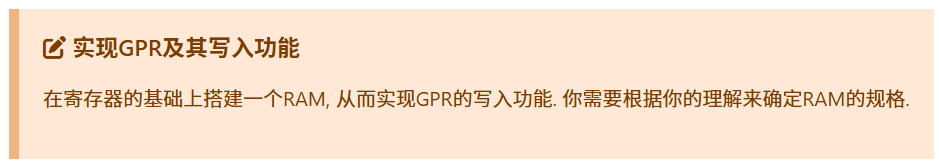 实现GPR及其写入功能
在寄存器的基础上搭建一个RAM, 从而实现GPR的写入功能. 你需要根据你的理解来确定RAM的规格.